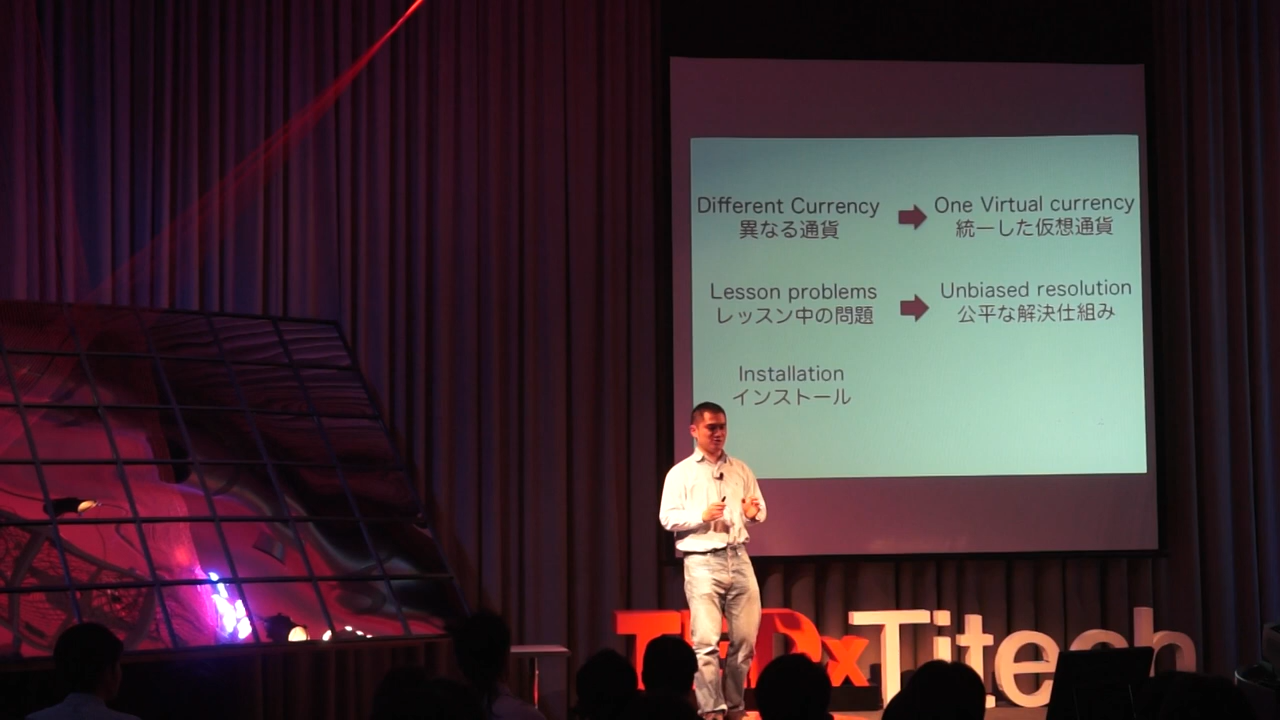 Different Currency
異なる通貨
One Virtual currency
統一した仮想通貨
Lesson problems
レッスン中の問題
Unbiased resolution
公平な解決仕組み
Installation
インストール
TEDxTitech